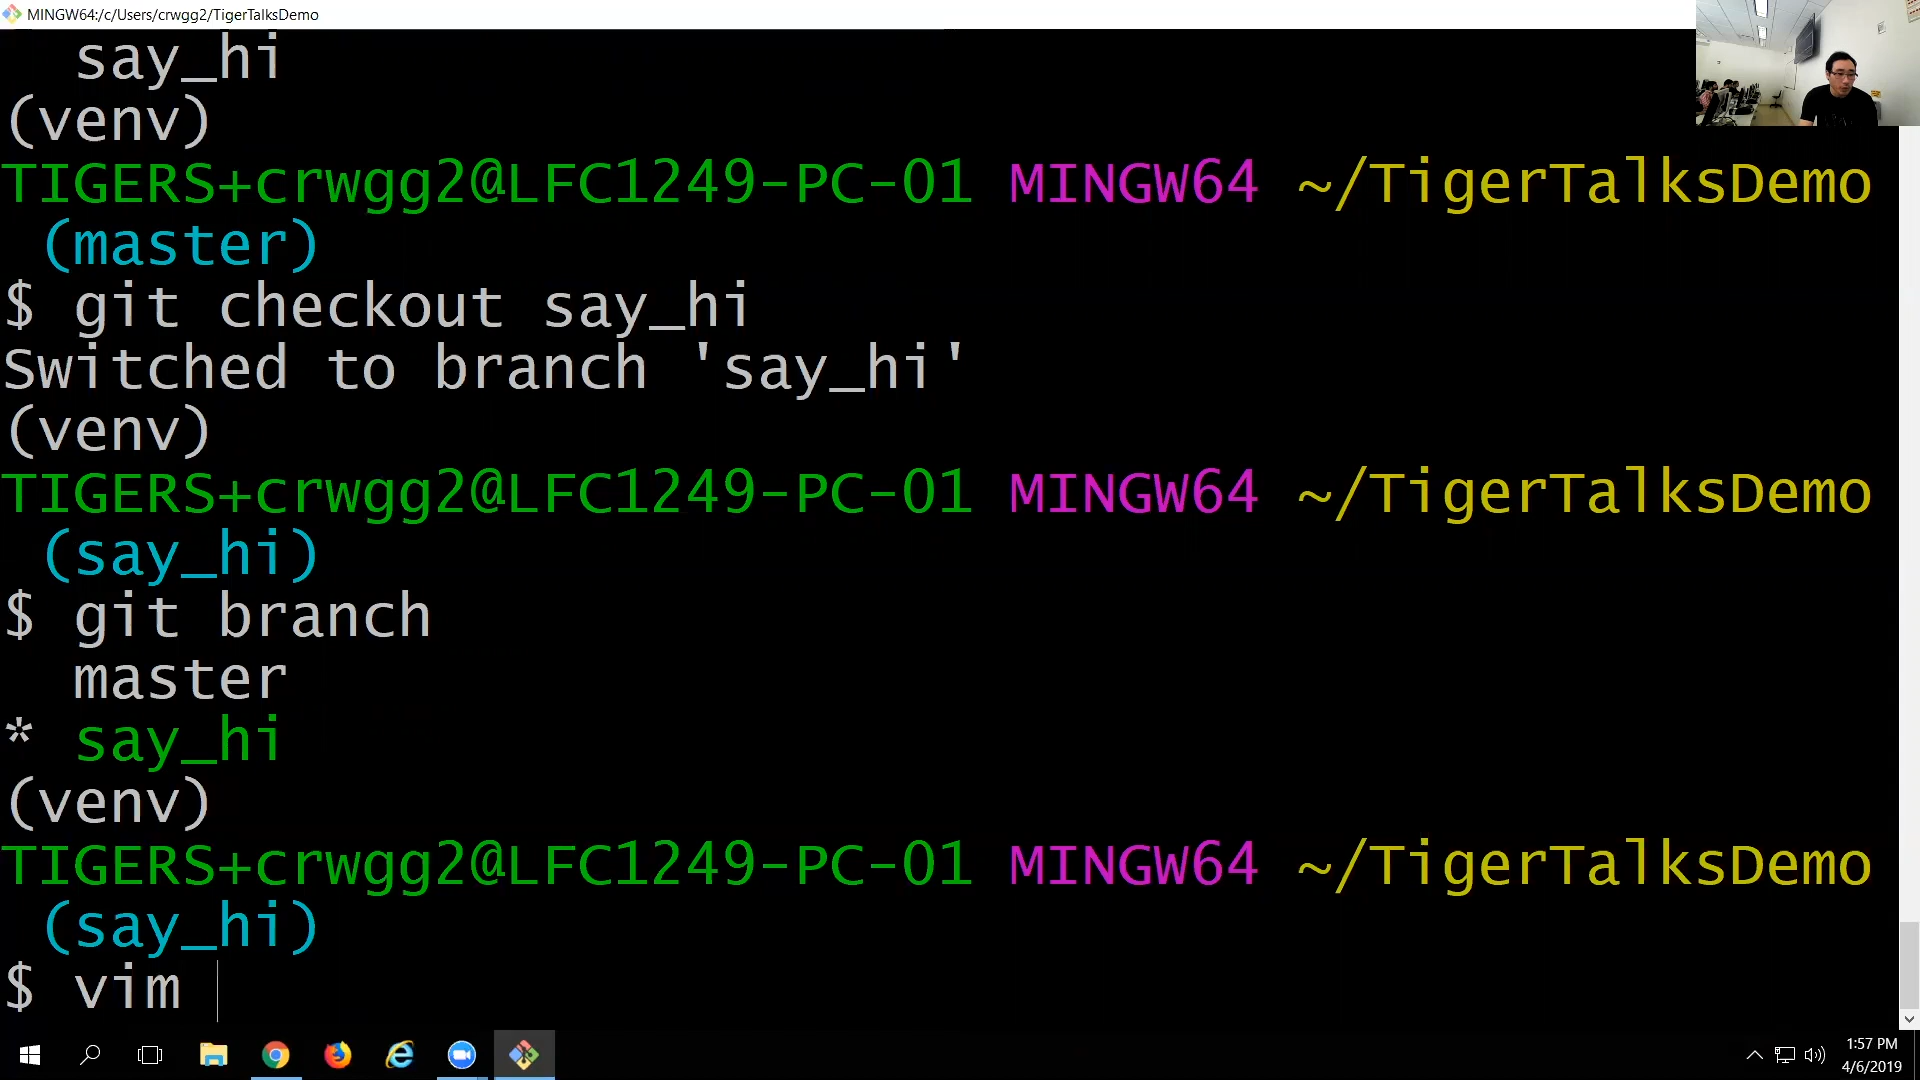 MINGW64:/c/Users/crwgg2/TigerTalksDemo
say_hi
(venv)
TIGERS+crwgg2@LFC1249-PC-01 MINGW64 ~/TigerTalksDemo
(master)
$ git checkout say_hi
Switched to branch 'say_hi'
(venv)
TIGERS+crwgg2@LFC1249-PC-01 MINGW64 ~/TigerTalksDemo
(say_hi)
$ git branch
master
* say_hi
(venv)
TIGERS+crwgg2@LFC1249-PC-01 MINGW64 ~/TigerTalksDemo
(say_hi)
$ vim
1:57 PM
4/6/2019